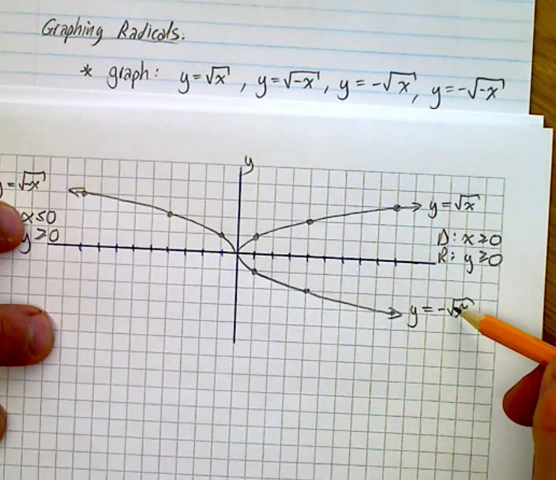 Graphing Radicals.
* graph: y=√x , y=√-x , y=-√x , y=-√-x
y
=√-x
x≤0
y≥0
y=√x
D: x≥0
R: y≥0
y=-√x